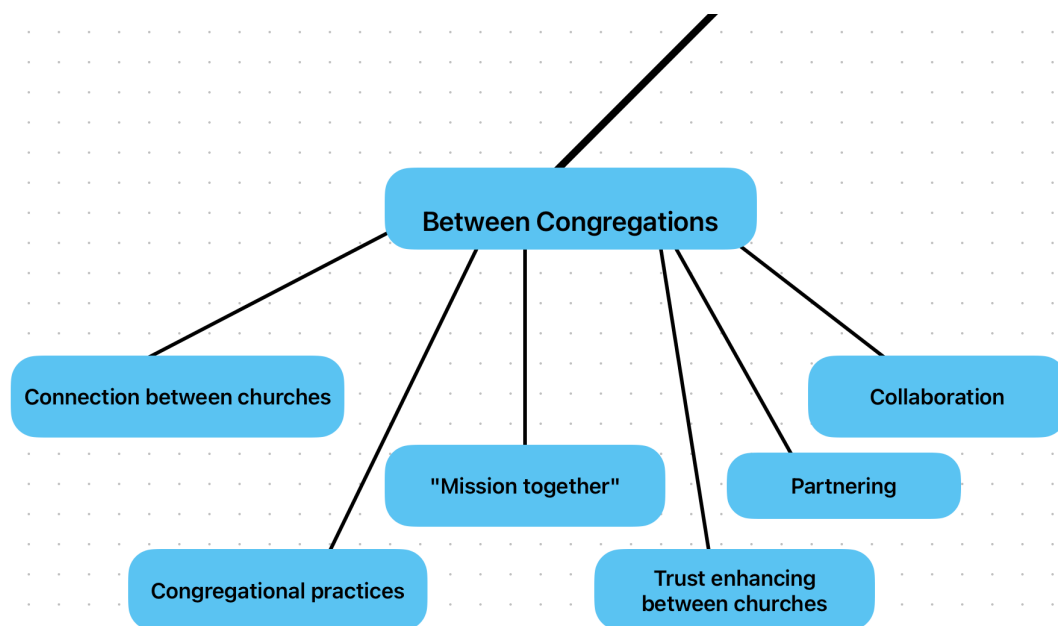 Between Congregations
Connection between churches
Collaboration
"Mission together"
Partnering
Congregational practices
Trust enhancing
between churches